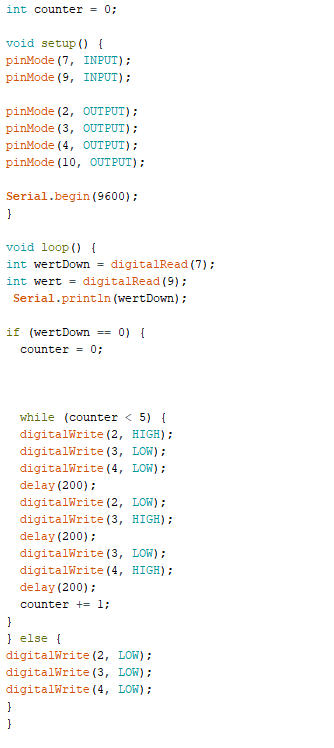 int counter = 0;
void setup() {
pinMode(7, INPUT);
pinMode(9, INPUT);
pinMode(2, OUTPUT);
pinMode(3, OUTPUT);
pinMode(4, OUTPUT);
pinMode(10, OUTPUT);
Serial.begin(9600);
}
void loop() {
int wertDown = digitalRead(7);
int wert = digitalRead(9);
 Serial.println(wertDown);
if (wertDown == 0) {
  counter = 0;
  while (counter < 5) {
  digitalWrite(2, HIGH);
  digitalWrite(3, LOW);
  digitalWrite(4, LOW);
  delay(200);
  digitalWrite(2, LOW);
  digitalWrite(3, HIGH);
  delay(200);
  digitalWrite(3, LOW);
  digitalWrite(4, HIGH);
  delay(200);
  counter += 1;
}
} else {
digitalWrite(2, LOW);
digitalWrite(3, LOW);
digitalWrite(4, LOW);
}
}